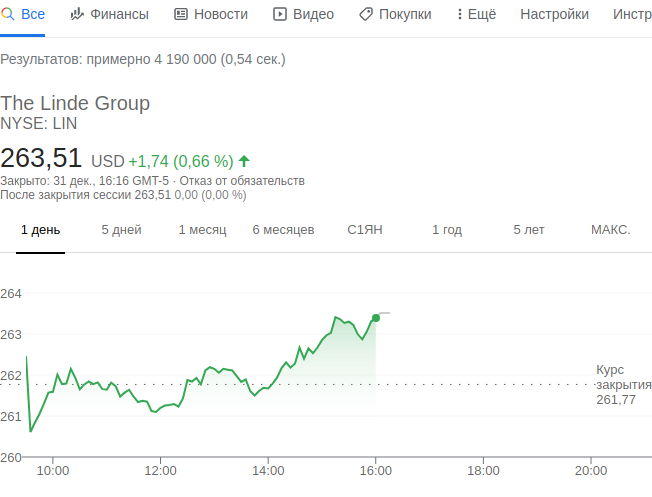 Все Финансы Новости Видео Покупки Ещё Настройки Инстр
Результатов: примерно 4 190 000 (0,54 сек.)
The Linde Group
NYSE: LIN
263,51 USD +1,74 (0,66 %)
Закрыто: 31 дек., 16:16 GMT-5 · Отказ от обязательств
После закрытия сессии 263,51 0,00 (0,00 %)
1 день 5 дней 1 месяц 6 месяцев С1ЯН 1 год 5 лет МАКС.
264
263
262
261
260
Курс
закрытия
261,77
10:00 12:00 14:00 16:00 18:00 20:00